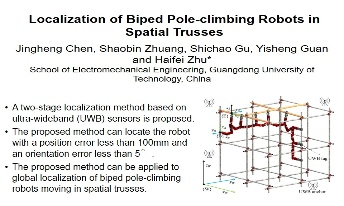 Localization of Biped Pole-climbing Robots in
Spatial Trusses
Jingheng Chen, Shaobin Zhuang, Shichao Gu, Yisheng Guan
and Haifei Zhu*
School of Electromechanical Engineering, Guangdong University of
Technology, China
• A two-stage localization method based on
ultra-wideband (UWB) sensors is proposed.
• The proposed method can locate the robot
with a position error less than 100mm and
an orientation error less than 5°.
• The proposed method can be applied to
global localization of biped pole-climbing
robots moving in spatial trusses.